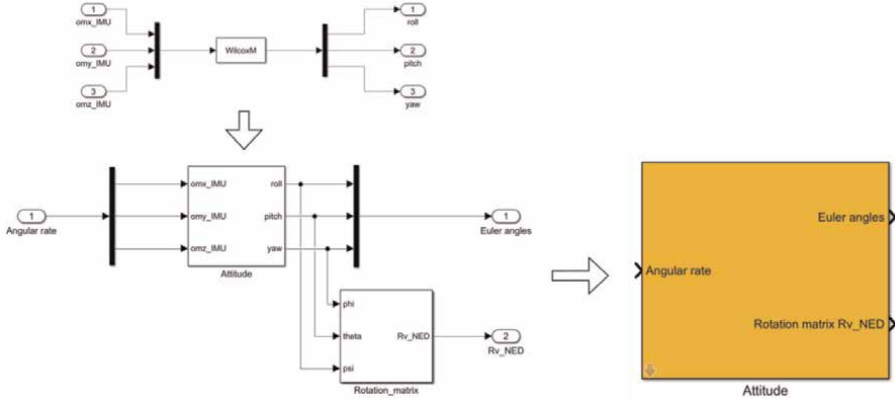 1
omx_IMU
2
omy_IMU
3
omz_IMU
WilcoxM
1
roll
2
pitch
3
yaw
1
Angular rate
omx_IMU
omy_IMU
omz_IMU
roll
pitch
yaw
Attitude
1
Euler angles
phi
theta
psi
Rv_NED
Rotation_matrix
2
Rv_NED
Angular rate
Euler angles
Rotation matrix Rv_NED
Attitude